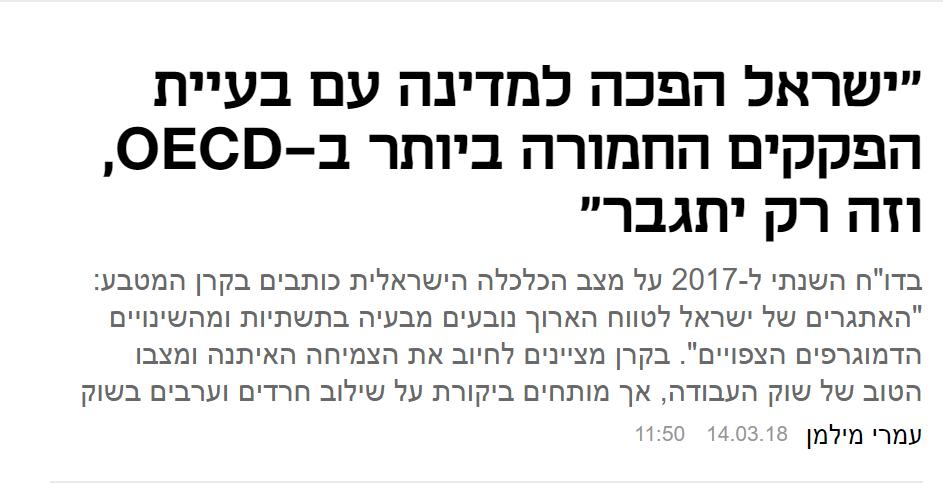 "ישראל הפכה למדינה עם בעיית
הפקקים החמורה ביותר ב-OECD,
וזה רק יתגבר"
בדו"ח השנתי ל-2017 על מצב הכלכלה הישראלית כותבים בקרן המטבע:
"האתגרים של ישראל לטווח הארוך נובעים מבעיה בתשתיות ומהשינויים
הדמוגרפים הצפויים". בקרן מציינים לחיוב את הצמיחה האיתנה ומצבו
הטוב של שוק העבודה, אך מותחים ביקורת על שילוב חרדים וערבים בשוק
עמרי מילמן 14.03.18 11:50